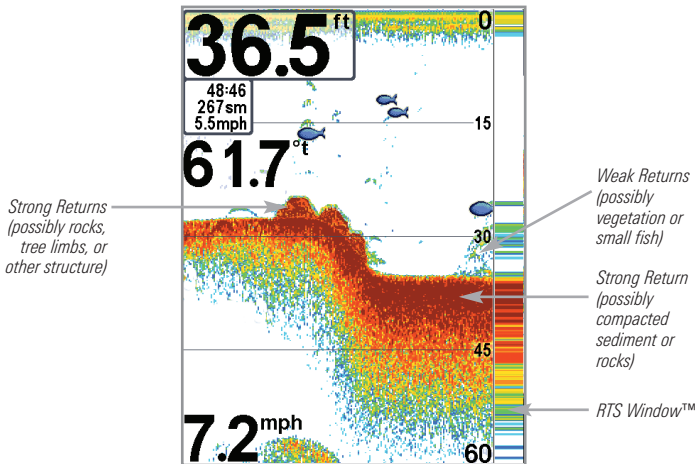 36.5 ft
0
48:46
267sm
5.5mph
15
61.7 °t
Strong Returns
(possibly rocks,
tree limbs, or
other structure)
Weak Returns
(possibly
vegetation or
small fish)
30
Strong Return
(possibly
compacted
sediment or
rocks)
45
RTS Window™
7.2 mph
60